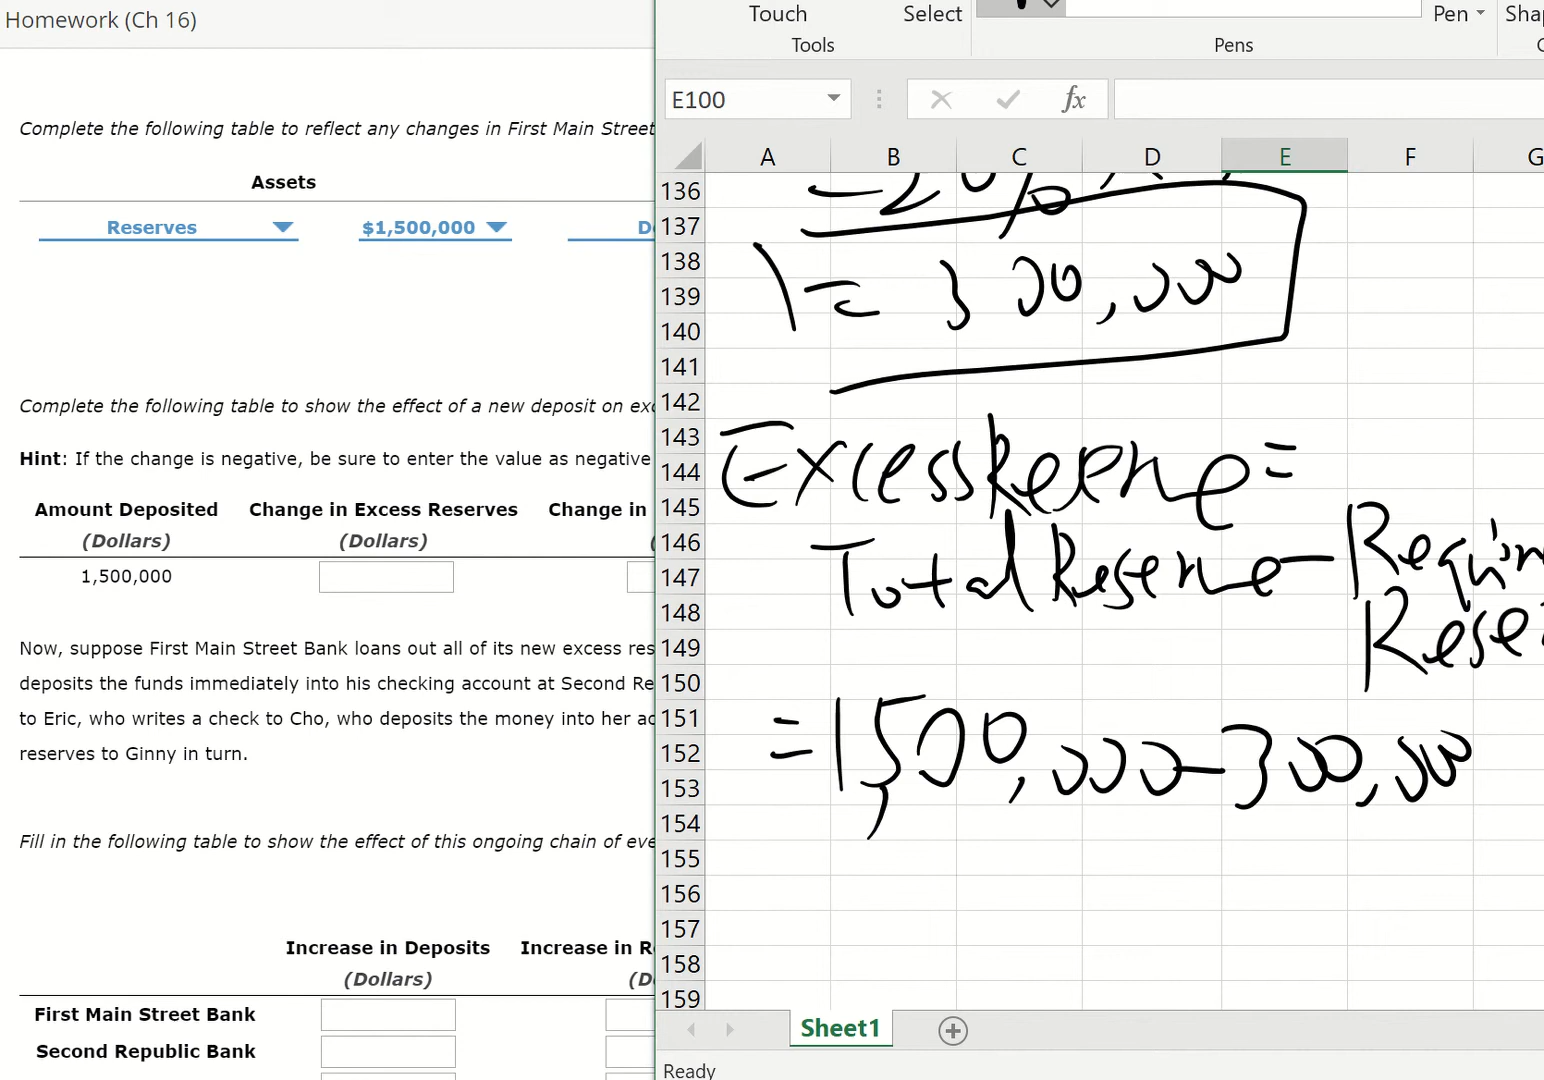 Homework (Ch 16)
Complete the following table to reflect any changes in First Main Street
Assets
Reserves $1,500,000
Complete the following table to show the effect of a new deposit on
Hint: If the change is negative, be sure to enter the value as negative
Amount Deposited Change in Excess Reserves Change in
(Dollars) (Dollars)
1,500,000
Now, suppose First Main Street Bank loans out all of its new excess res
deposits the funds immediately into his checking account at Second Re
to Eric, who writes a check to Cho, who deposits the money into her ac
reserves to Ginny in turn.
Fill in the following table to show the effect of this ongoing chain of eve
Increase in Deposits Increase in R
(Dollars) (D
First Main Street Bank
Second Republic Bank
Touch Select Pen Shap
Tools Pens
E100 fx
A B C D E F G
136
137
138
139
140
141
142
143
144
145
146
147
148
149
150
151
152
153
154
155
156
157
158
159
=20%
= 300,000
Excess Reserve =
Total Reserve - Requir
Rese
=1,500,000-300,000
Sheet1
Ready